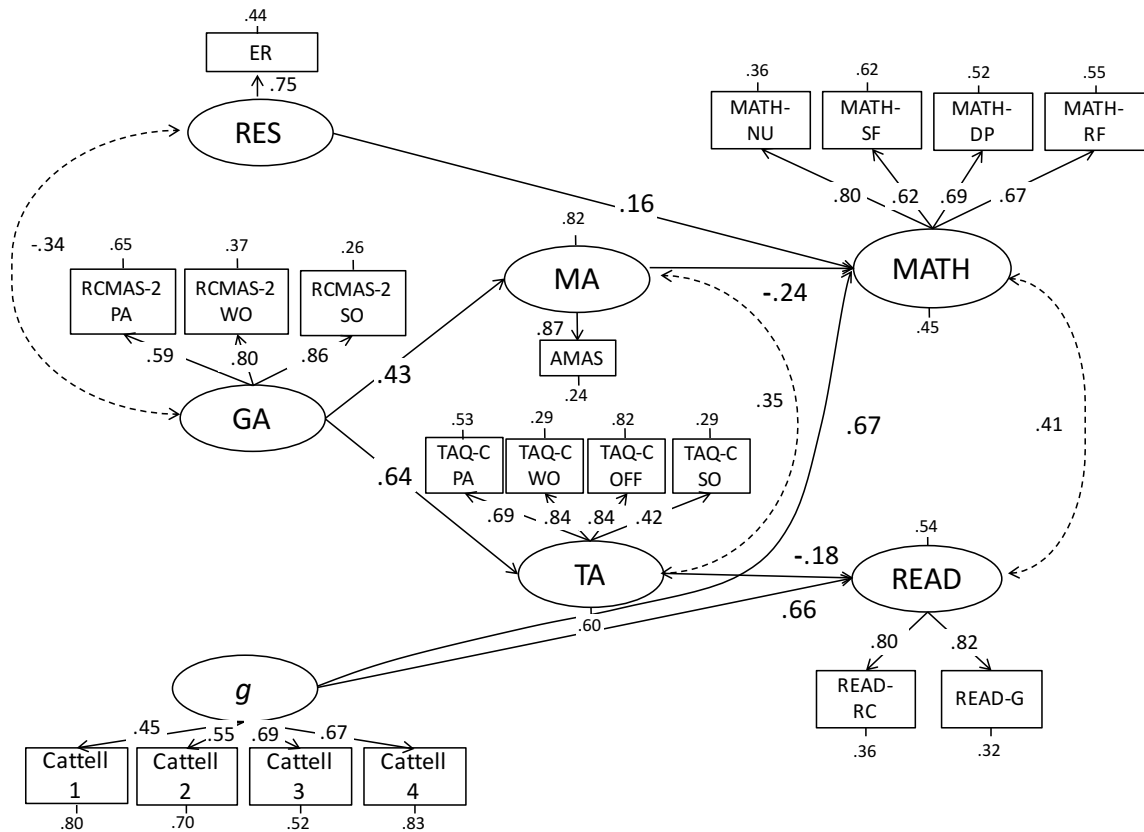 .44
ER
.75
RES
.36
.62
.52
.55
MATH-
NU
MATH-
SF
MATH-
DP
MATH-
RF
.80
.62
.69
.67
.16
-.34
.82
MA
MATH
.65
.37
.26
RCMAS-2
PA
RCMAS-2
WO
RCMAS-2
SO
-.24
.45
.59
.80
.86
.87
AMAS
.24
.43
GA
.35
.67
.41
.53
.29
.82
.29
TAQ-C
PA
TAQ-C
WO
TAQ-C
OFF
TAQ-C
SO
.64
.69
.84
.84
.42
TA
-.18
.54
READ
.60
.66
.80
.82
READ-
RC
READ-G
.36
.32
g
.45
.55
.69
.67
Cattell
1
Cattell
2
Cattell
3
Cattell
4
.80
.70
.52
.83